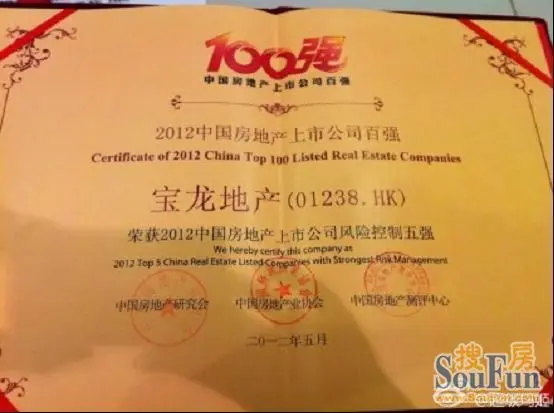 100强
中国房地产上市公司百强
2012中国房地产上市公司百强
Certificate of 2012 China Top 100 Listed Real Estate Companies
宝龙地产(01238.HK)
荣获2012中国房地产上市公司风险控制五强
We hereby certify this company as
2012 Top 5 China Real Estate Listed Companies with Strongest Risk Management
中国房地产研究会 中国房地产业协会 中国房地产测评中心
二〇一二年五月
搜房
SouFun
www.SouFun.com